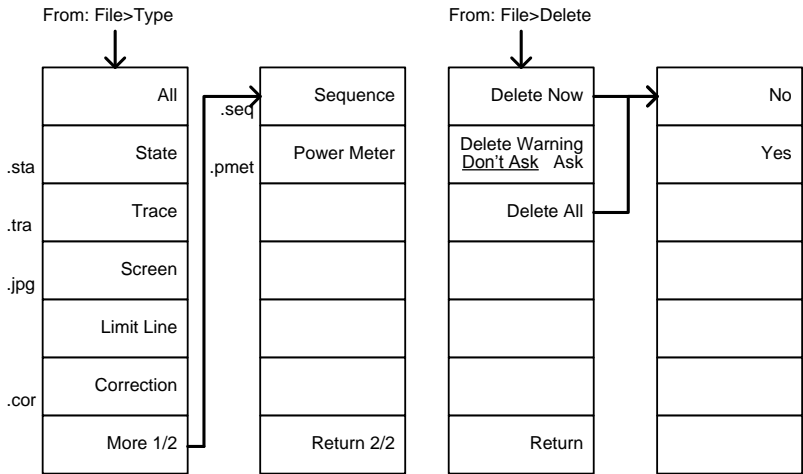 From: File>Type
All
.sta
State
.tra
Trace
.jpg
Screen
Limit Line
.cor
Correction
More 1/2
.seq
Sequence
.pmet
Power Meter
Return 2/2
From: File>Delete
Delete Now
Delete Warning
Don't Ask Ask
Delete All
Return
No
Yes